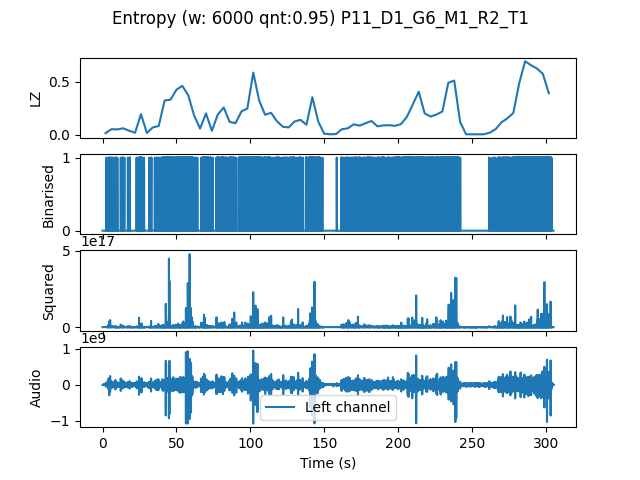 Entropy (w: 6000 qnt:0.95) P11_D1_G6_M1_R2_T1
LZ
0.5
0.0
Binarised
1
0
1e17
Squared
5
0
1e9
Audio
1
0
−1
Left channel
0 50 100 150 200 250 300
Time (s)